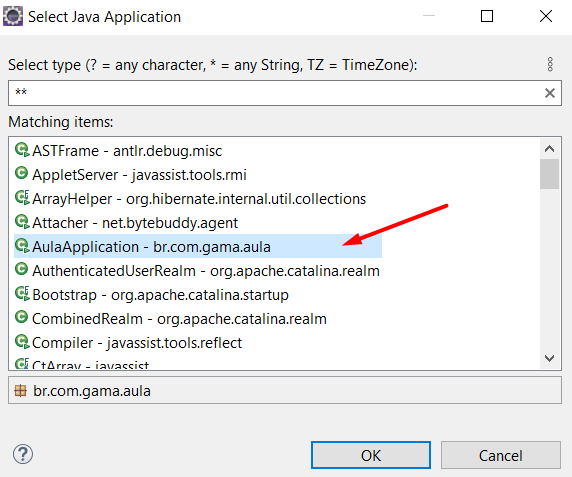 Select Java Application
Select type (? = any character, * = any String, TZ = TimeZone):
**
Matching items:
ASTFrame - antlr.debug.misc
AppletServer - javassist.tools.rmi
ArrayHelper - org.hibernate.internal.util.collections
Attacher - net.bytebuddy.agent
AulaApplication - br.com.gama.aula
AuthenticatedUserRealm - org.apache.catalina.realm
Bootstrap - org.apache.catalina.startup
CombinedRealm - org.apache.catalina.realm
Compiler - javassist.tools.reflect
CtArray - javassist
br.com.gama.aula
OK
Cancel